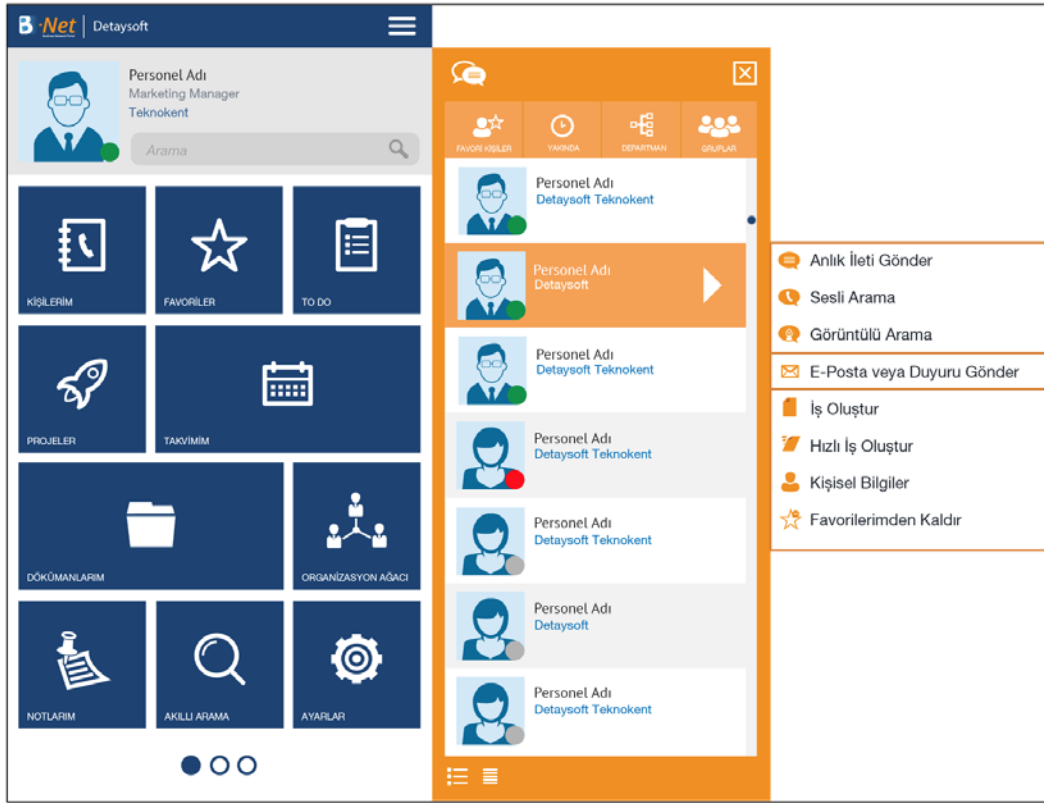 B·Net | Detaysoft
Personel Adı
Marketing Manager
Teknokent
Arama
KİŞİLERİM
FAVORİLER
TO DO
PROJELER
TAKVİMİM
DÖKÜMANLARIM
ORGANİZASYON AĞACI
NOTLARIM
AKILLI ARAMA
AYARLAR
FAVORİ KİŞİLER
YAKINDA
DEPARTMAN
GRUPLAR
Personel Adı
Detaysoft Teknokent
Personel Adı
Detaysoft
Personel Adı
Detaysoft Teknokent
Personel Adı
Detaysoft Teknokent
Personel Adı
Detaysoft Teknokent
Personel Adı
Detaysoft
Personel Adı
Detaysoft Teknokent
Anlık İleti Gönder
Sesli Arama
Görüntülü Arama
E-Posta veya Duyuru Gönder
İş Oluştur
Hızlı İş Oluştur
Kişisel Bilgiler
Favorilerimden Kaldır